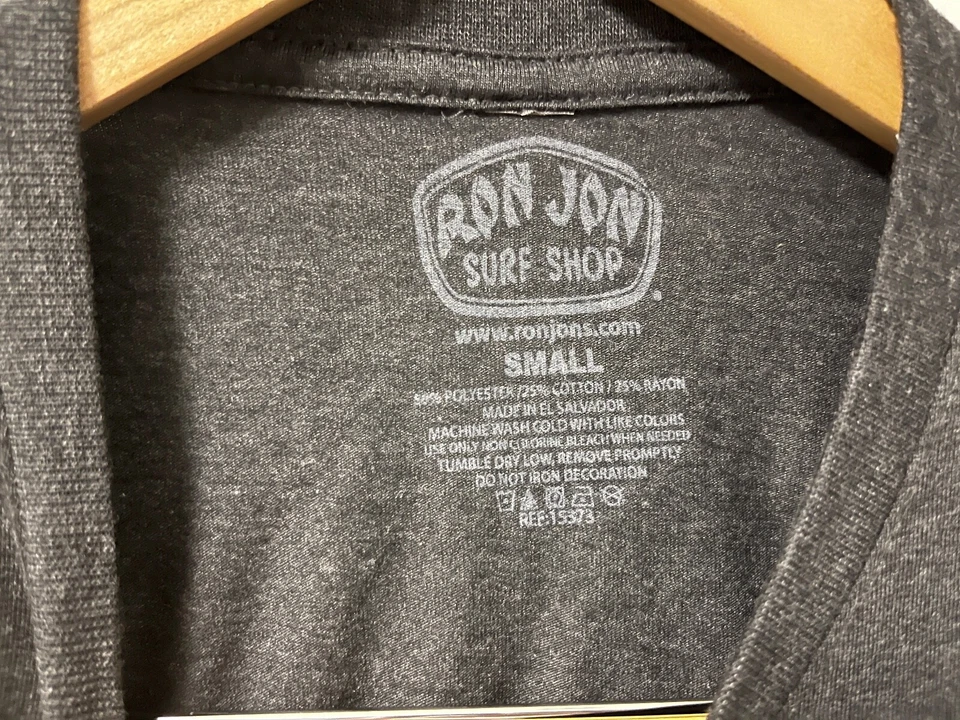 RON JON
SURF SHOP
www.ronjons.com
SMALL
50% POLYESTER / 25% COTTON / 25% RAYON
MADE IN EL SALVADOR
MACHINE WASH COLD WITH LIKE COLORS
USE ONLY NON CHLORINE BLEACH WHEN NEEDED
TUMBLE DRY LOW, REMOVE PROMPTLY
DO NOT IRON DECORATION
REF:15373